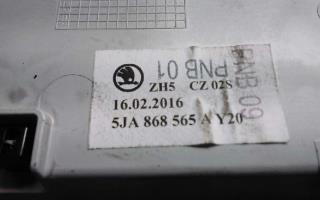 PNB 01
PNB 09
ZH5 CZ 02S
16.02.2016
5JA 868 565 A Y20